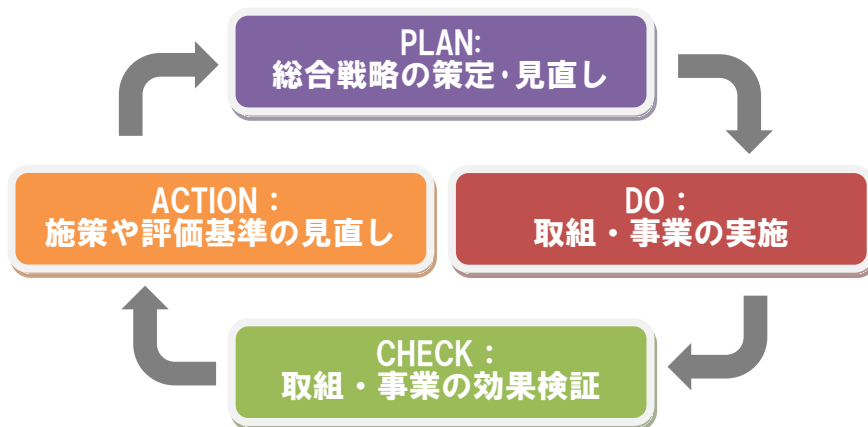 PLAN:
総合戦略の策定・見直し
ACTION：
施策や評価基準の見直し
DO：
取組・事業の実施
CHECK：
取組・事業の効果検証